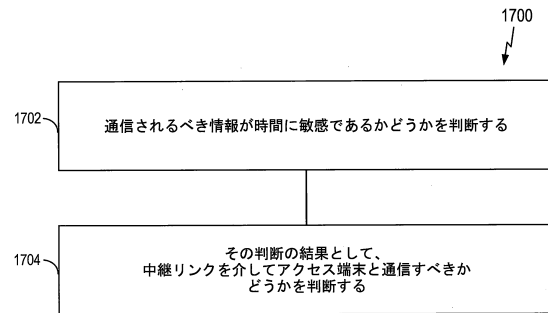 1700
1702
通信されるべき情報が時間に敏感であるかどうかを判断する
1704
その判断の結果として、
中継リンクを介してアクセス端末と通信すべきか
どうかを判断する